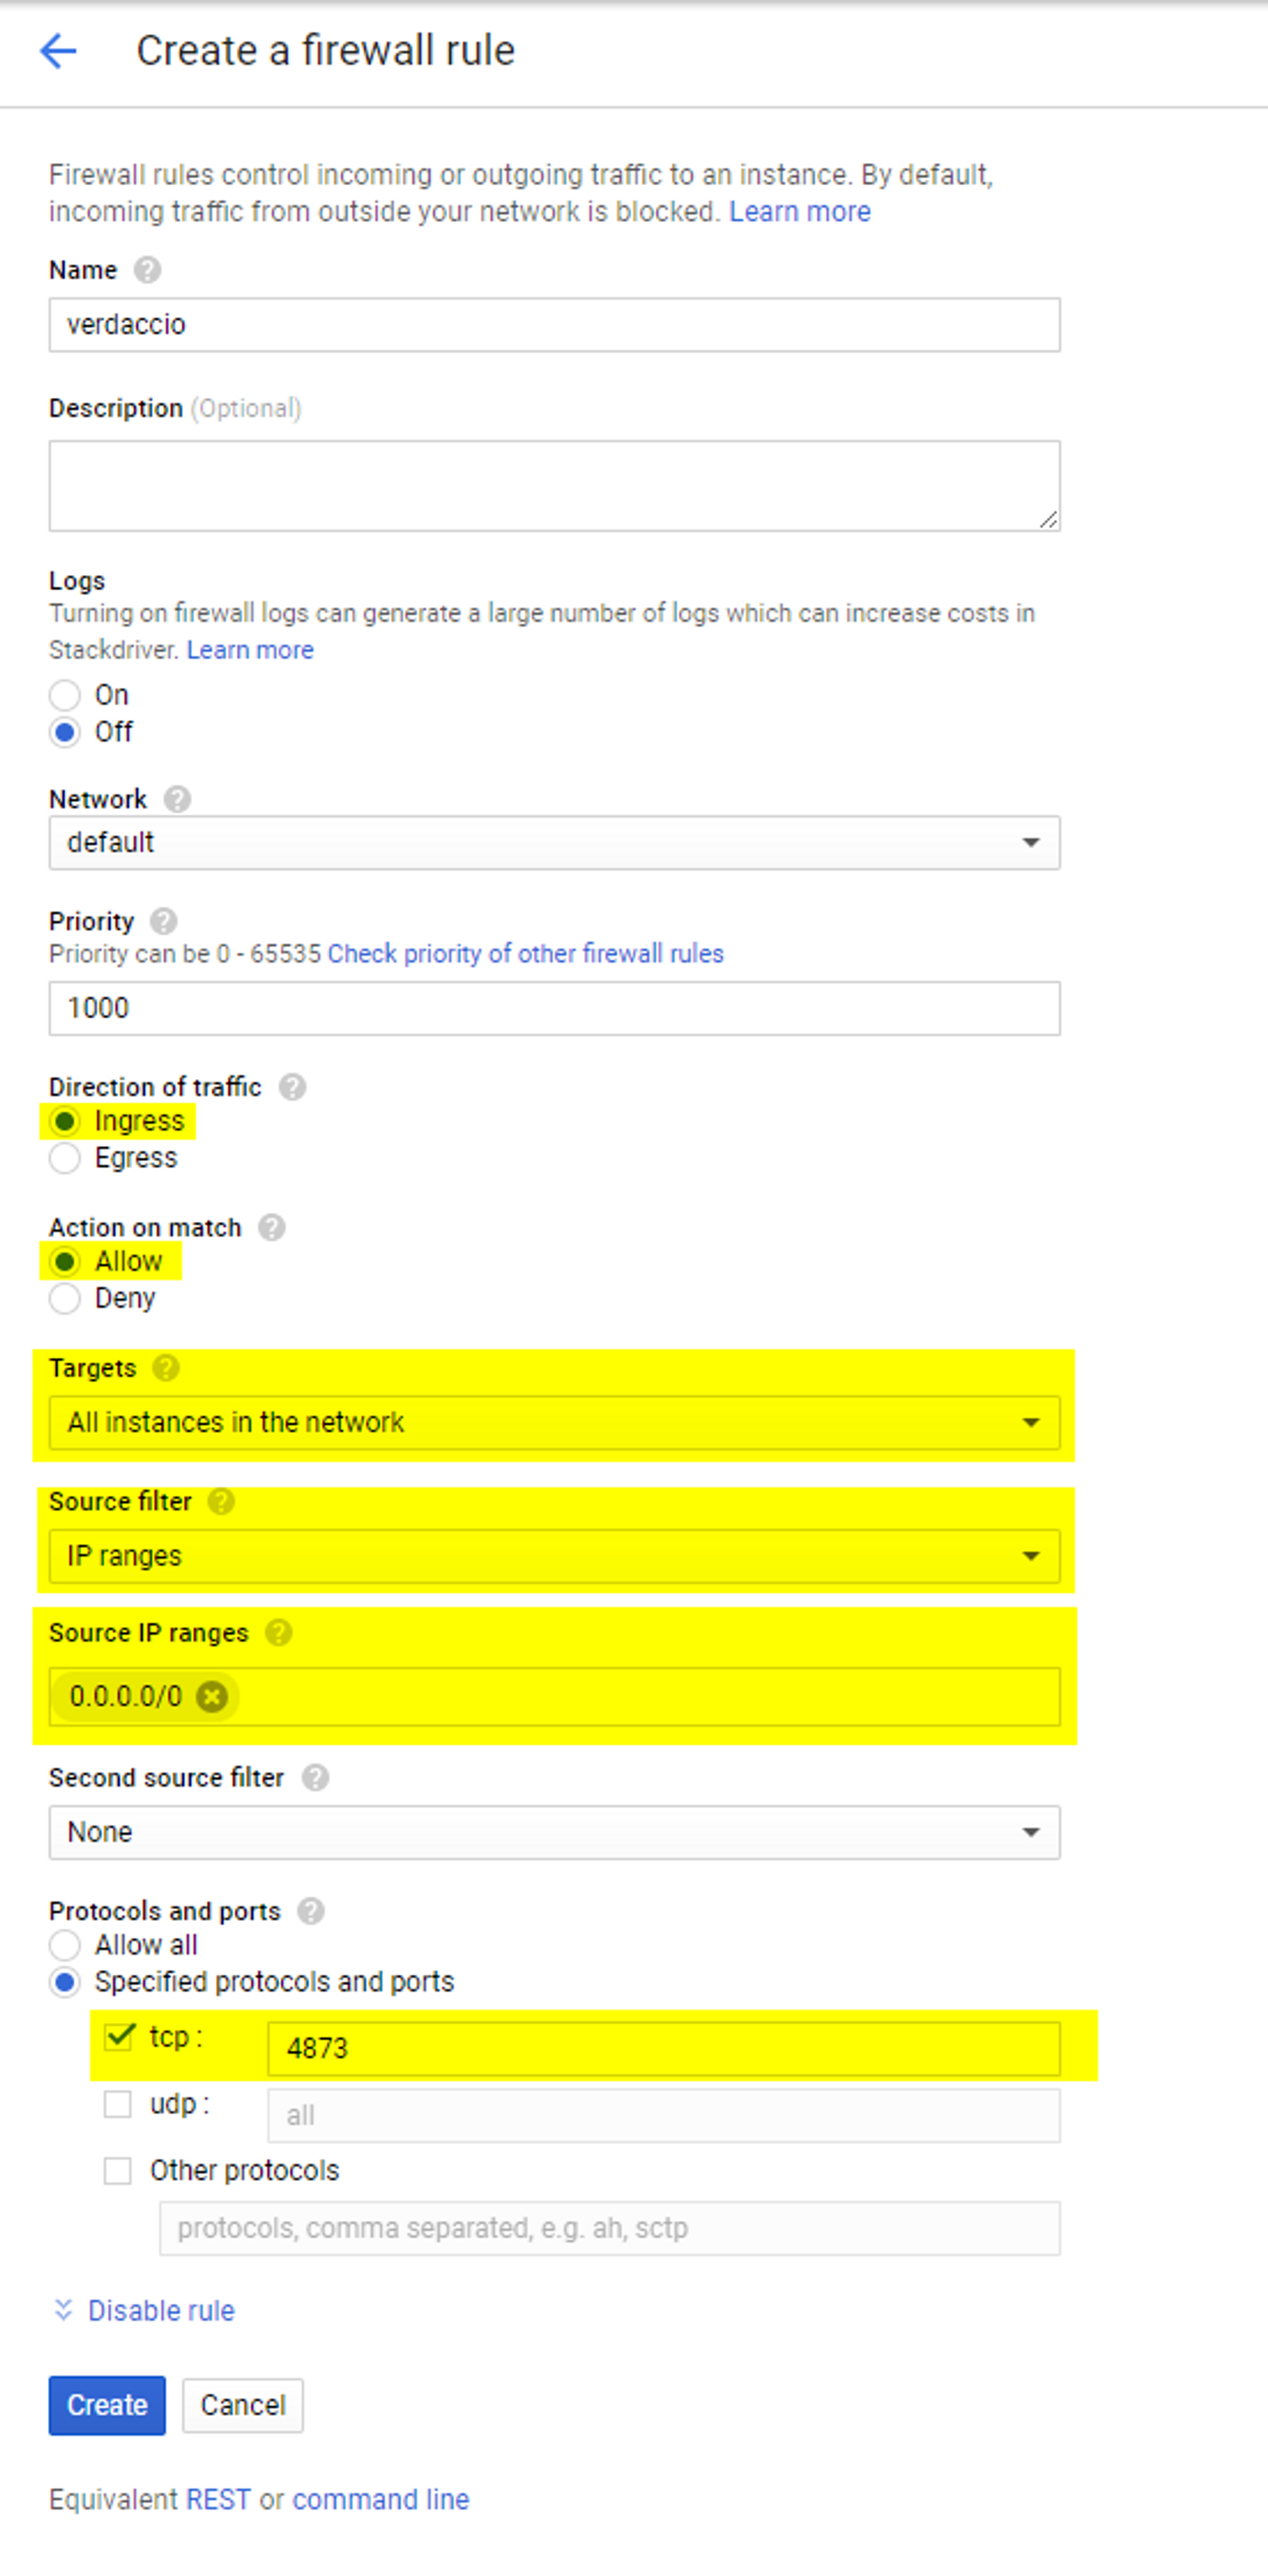 Create a firewall rule
Firewall rules control incoming or outgoing traffic to an instance. By default,
incoming traffic from outside your network is blocked. Learn more
Name
verdaccio
Description (Optional)
Logs
Turning on firewall logs can generate a large number of logs which can increase costs in
Stackdriver. Learn more
On
Off
Network
default
Priority
Priority can be 0 - 65535 Check priority of other firewall rules
1000
Direction of traffic
Ingress
Egress
Action on match
Allow
Deny
Targets
All instances in the network
Source filter
IP ranges
Source IP ranges
0.0.0.0/0
Second source filter
None
Protocols and ports
Allow all
Specified protocols and ports
tcp : 4873
udp : all
Other protocols
protocols, comma separated, e.g. ah, sctp
Disable rule
Create Cancel
Equivalent REST or command line